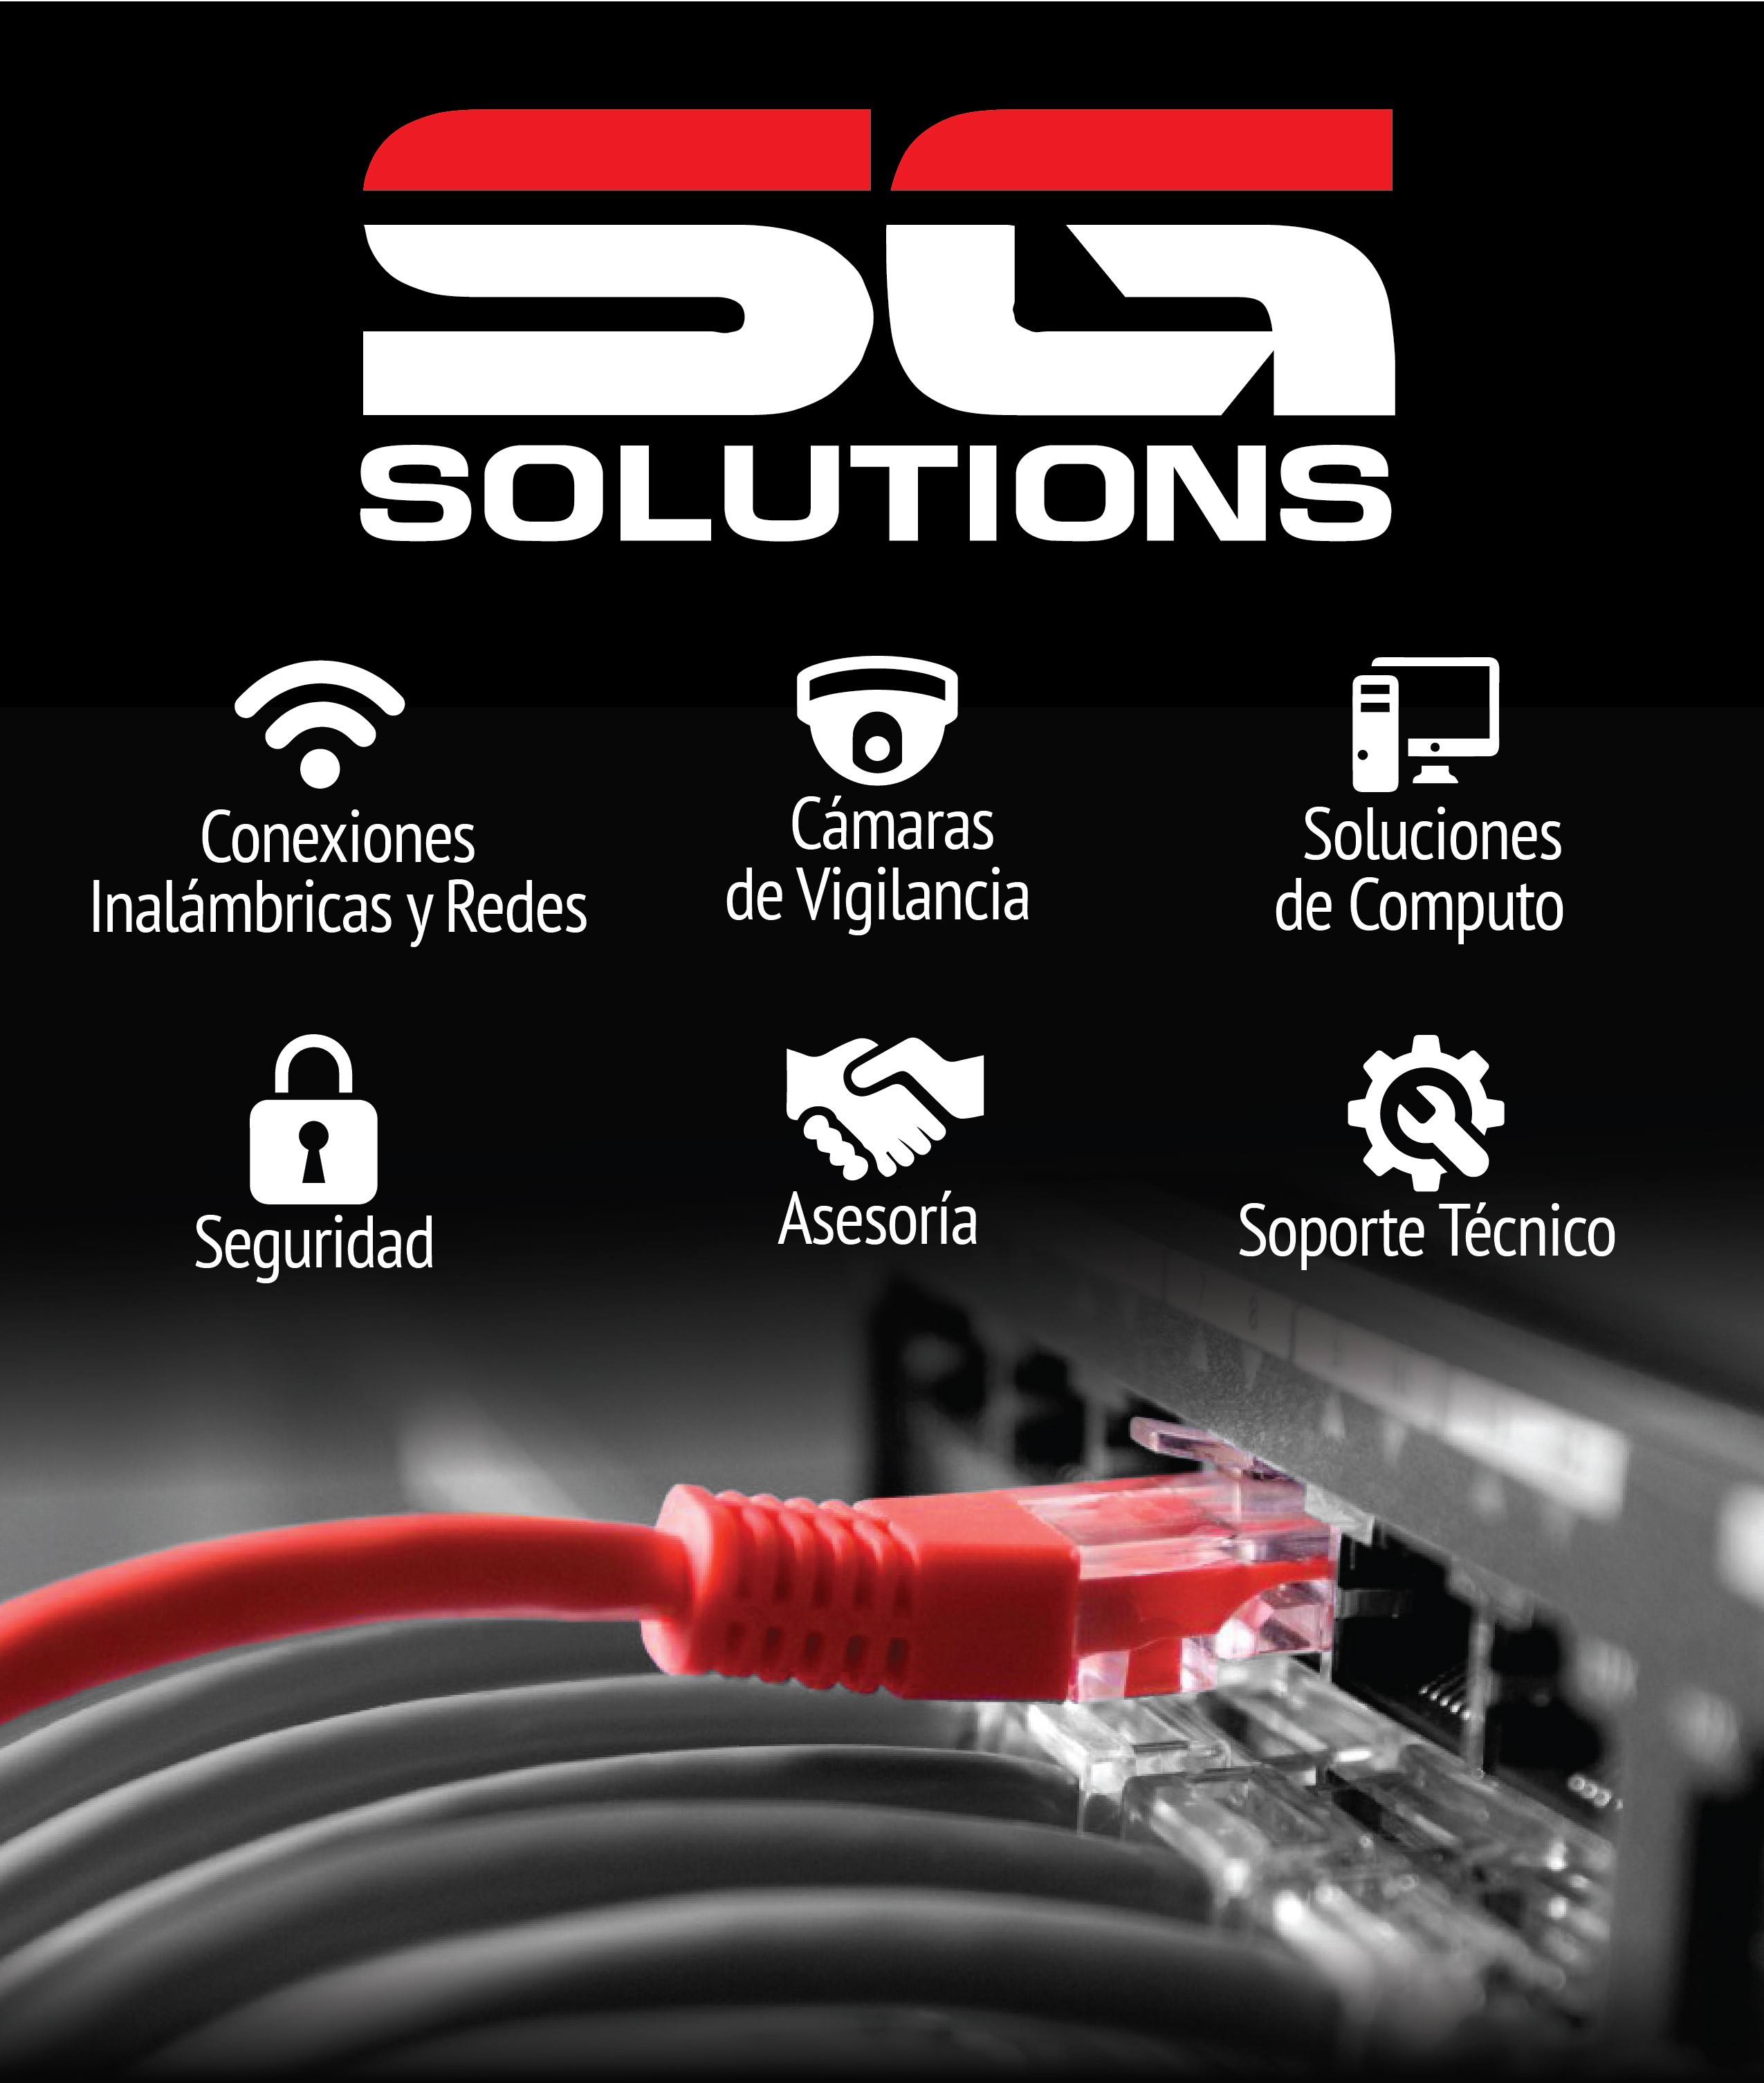 SG
SOLUTIONS
Conexiones
Inalámbricas y Redes
Cámaras
de Vigilancia
Soluciones
de Computo
Seguridad
Asesoría
Soporte Técnico